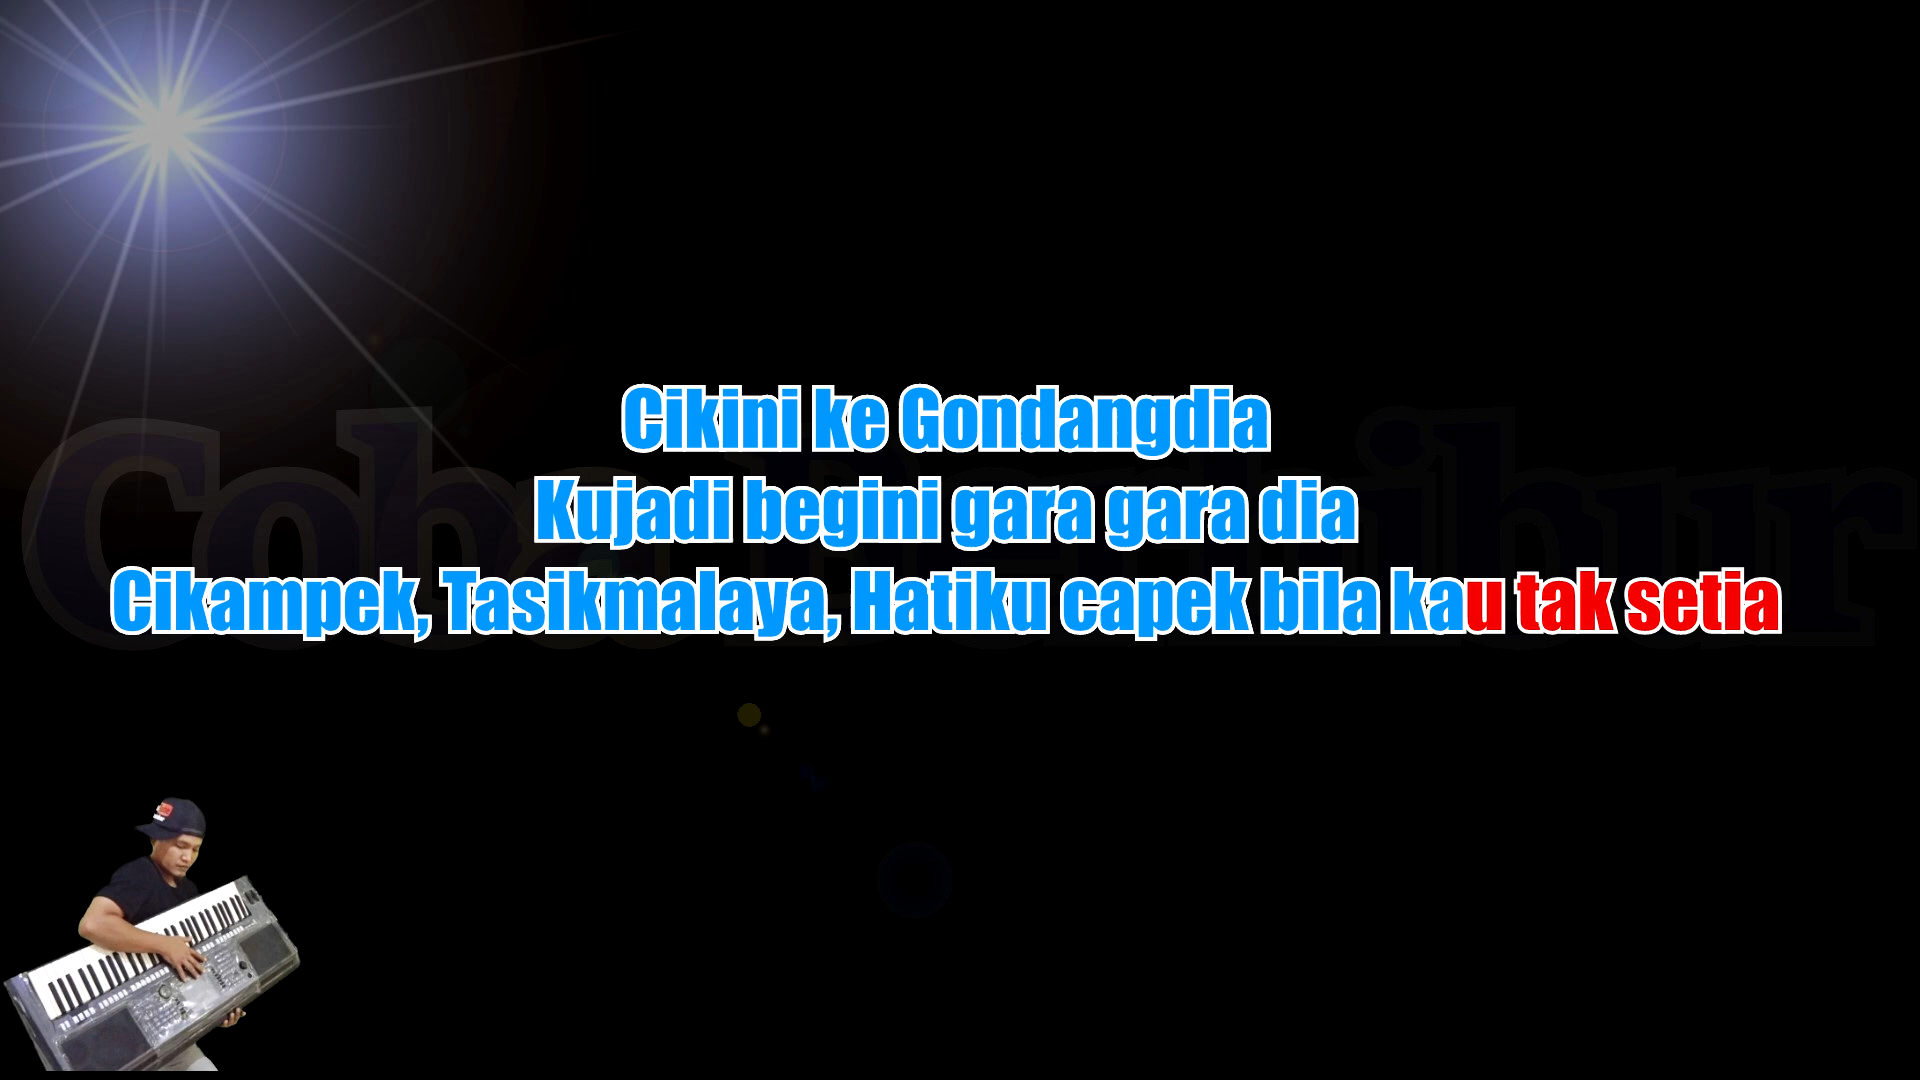 Cikini ke Gondangdia
Kujadi begini gara gara dia
Cikampek, Tasikmalaya, Hatiku capek bila kau tak setia